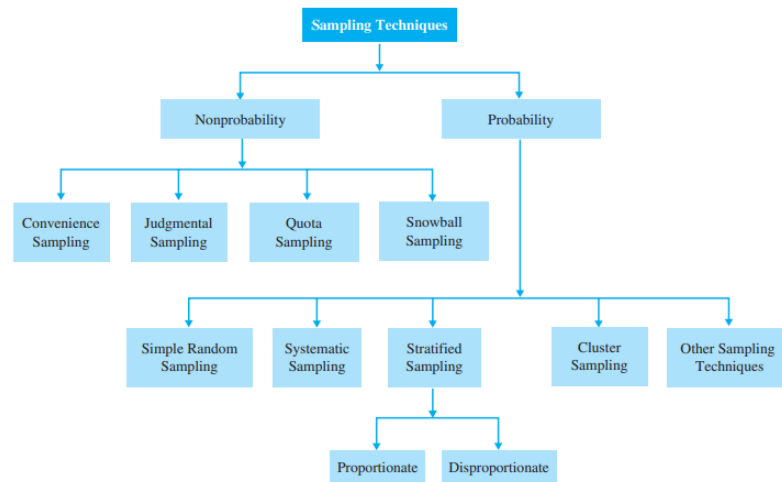 Sampling Techniques
Nonprobability
Probability
Convenience
Sampling
Judgmental
Sampling
Quota
Sampling
Snowball
Sampling
Simple Random
Sampling
Systematic
Sampling
Stratified
Sampling
Cluster
Sampling
Other Sampling
Techniques
Proportionate
Disproportionate